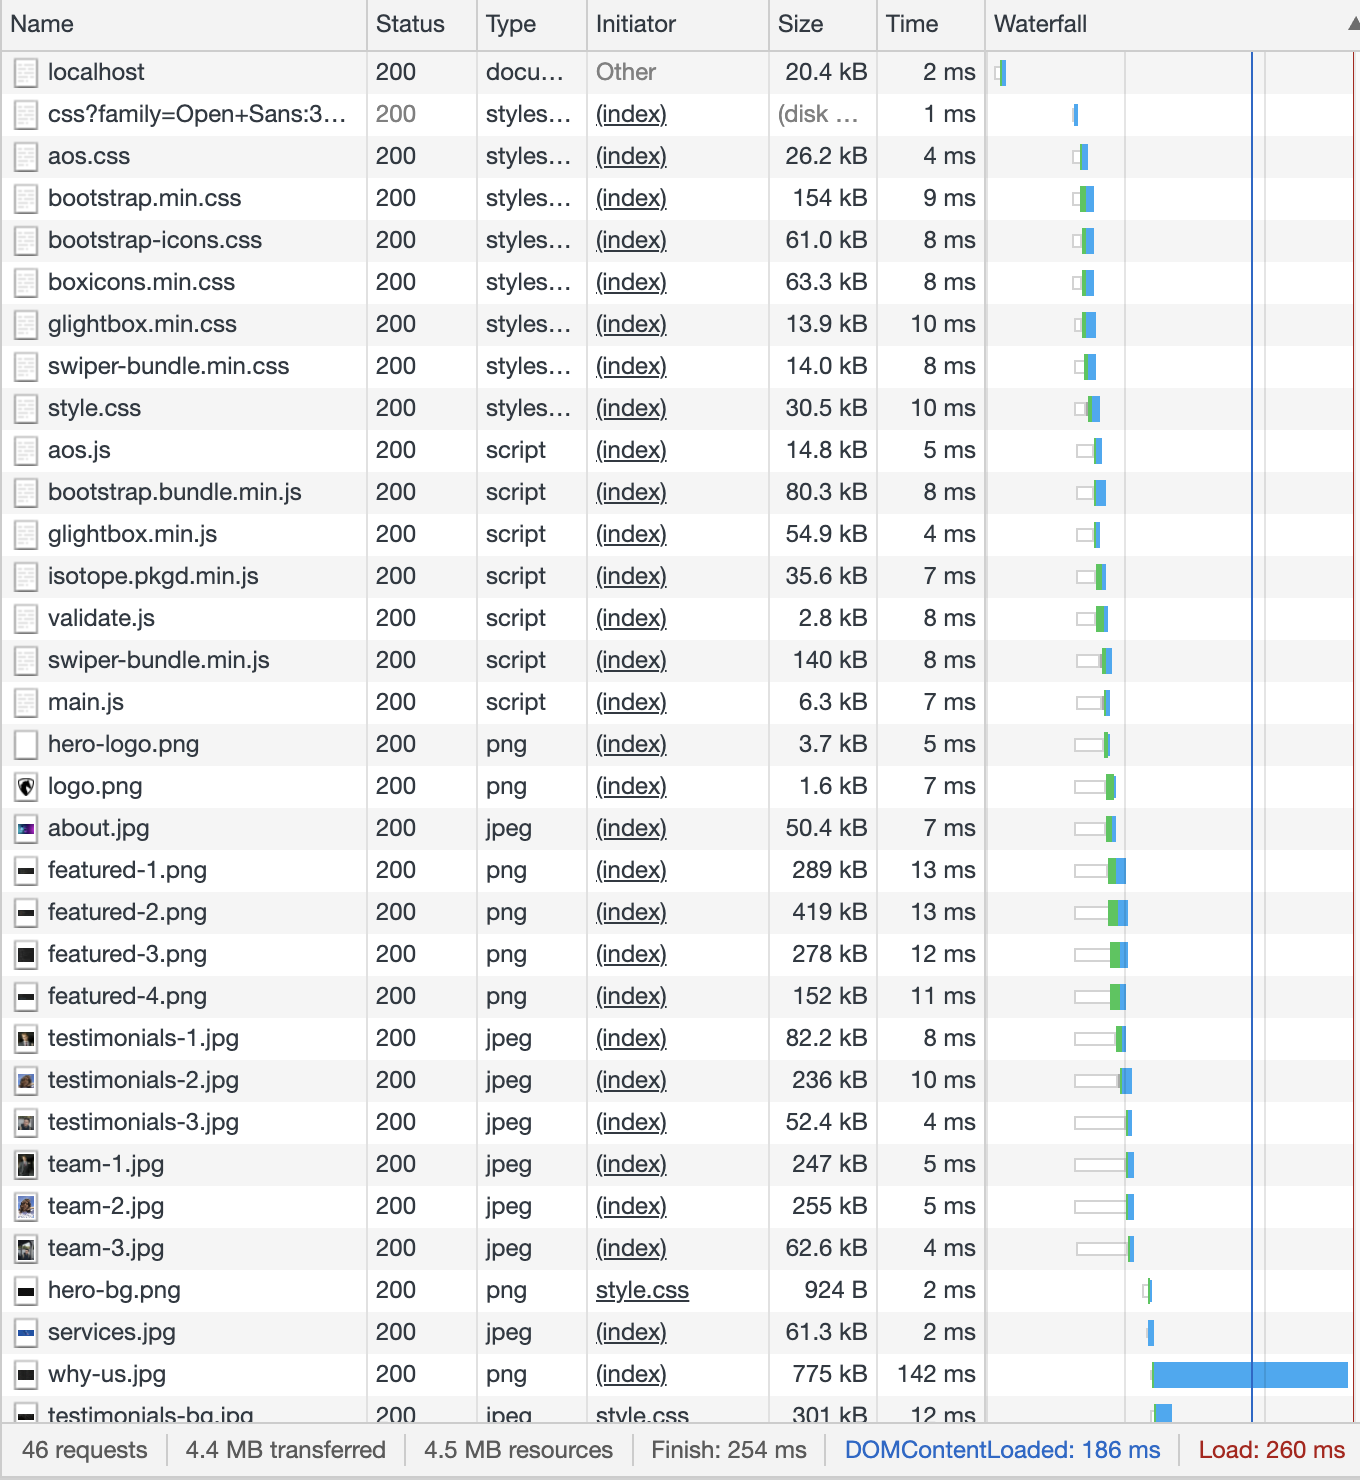 Name Status Type Initiator Size Time Waterfall ▲
localhost 200 docu... Other 20.4 kB 2 ms
css?family=Open+Sans:3... 200 styles... (index) (disk ... 1 ms
aos.css 200 styles... (index) 26.2 kB 4 ms
bootstrap.min.css 200 styles... (index) 154 kB 9 ms
bootstrap-icons.css 200 styles... (index) 61.0 kB 8 ms
boxicons.min.css 200 styles... (index) 63.3 kB 8 ms
glightbox.min.css 200 styles... (index) 13.9 kB 10 ms
swiper-bundle.min.css 200 styles... (index) 14.0 kB 8 ms
style.css 200 styles... (index) 30.5 kB 10 ms
aos.js 200 script (index) 14.8 kB 5 ms
bootstrap.bundle.min.js 200 script (index) 80.3 kB 8 ms
glightbox.min.js 200 script (index) 54.9 kB 4 ms
isotope.pkgd.min.js 200 script (index) 35.6 kB 7 ms
validate.js 200 script (index) 2.8 kB 8 ms
swiper-bundle.min.js 200 script (index) 140 kB 8 ms
main.js 200 script (index) 6.3 kB 7 ms
hero-logo.png 200 png (index) 3.7 kB 5 ms
logo.png 200 png (index) 1.6 kB 7 ms
about.jpg 200 jpeg (index) 50.4 kB 7 ms
featured-1.png 200 png (index) 289 kB 13 ms
featured-2.png 200 png (index) 419 kB 13 ms
featured-3.png 200 png (index) 278 kB 12 ms
featured-4.png 200 png (index) 152 kB 11 ms
testimonials-1.jpg 200 jpeg (index) 82.2 kB 8 ms
testimonials-2.jpg 200 jpeg (index) 236 kB 10 ms
testimonials-3.jpg 200 jpeg (index) 52.4 kB 4 ms
team-1.jpg 200 jpeg (index) 247 kB 5 ms
team-2.jpg 200 jpeg (index) 255 kB 5 ms
team-3.jpg 200 jpeg (index) 62.6 kB 4 ms
hero-bg.png 200 png style.css 924 B 2 ms
services.jpg 200 jpeg (index) 61.3 kB 2 ms
why-us.jpg 200 png (index) 775 kB 142 ms
testimonials-bg.jpg 200 jpeg style.css 301 kB 12 ms
46 requests 4.4 MB transferred 4.5 MB resources Finish: 254 ms DOMContentLoaded: 186 ms Load: 260 ms